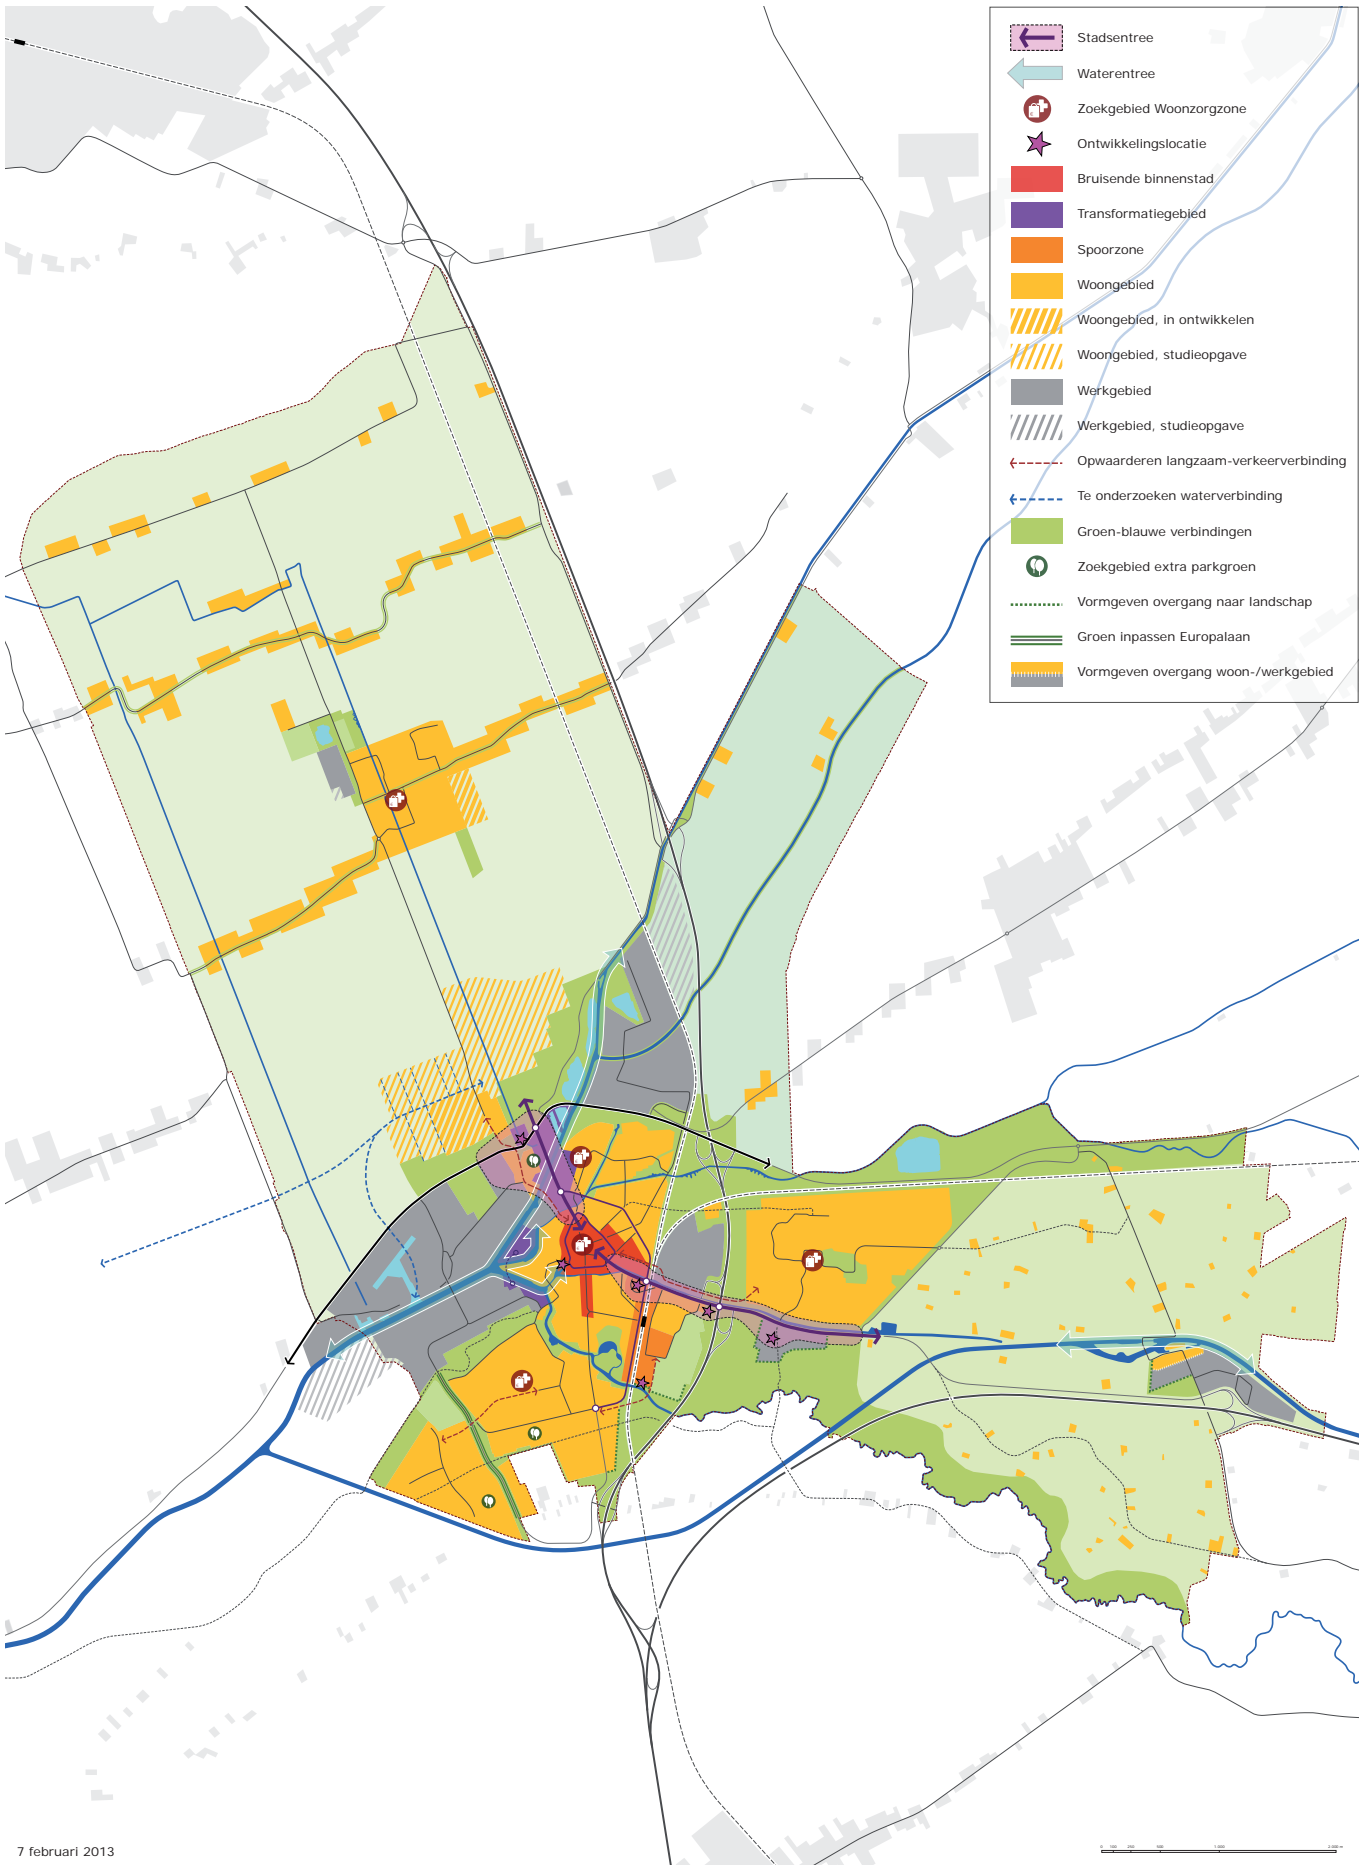 Stadsentree
Waterentree
Zoekgebied Woonzorgzone
Ontwikkelingslocatie
Bruisende binnenstad
Transformatiegebied
Spoorzone
Woongebied
Woongebied, in ontwikkelen
Woongebied, studieopgave
Werkgebied
Werkgebied, studieopgave
Opwaarderen langzaam-verkeerverbinding
Te onderzoeken waterverbinding
Groen-blauwe verbindingen
Zoekgebied extra parkgroen
Vormgeven overgang naar landschap
Groen inpassen Europalaan
Vormgeven overgang woon-/werkgebied
7 februari 2013